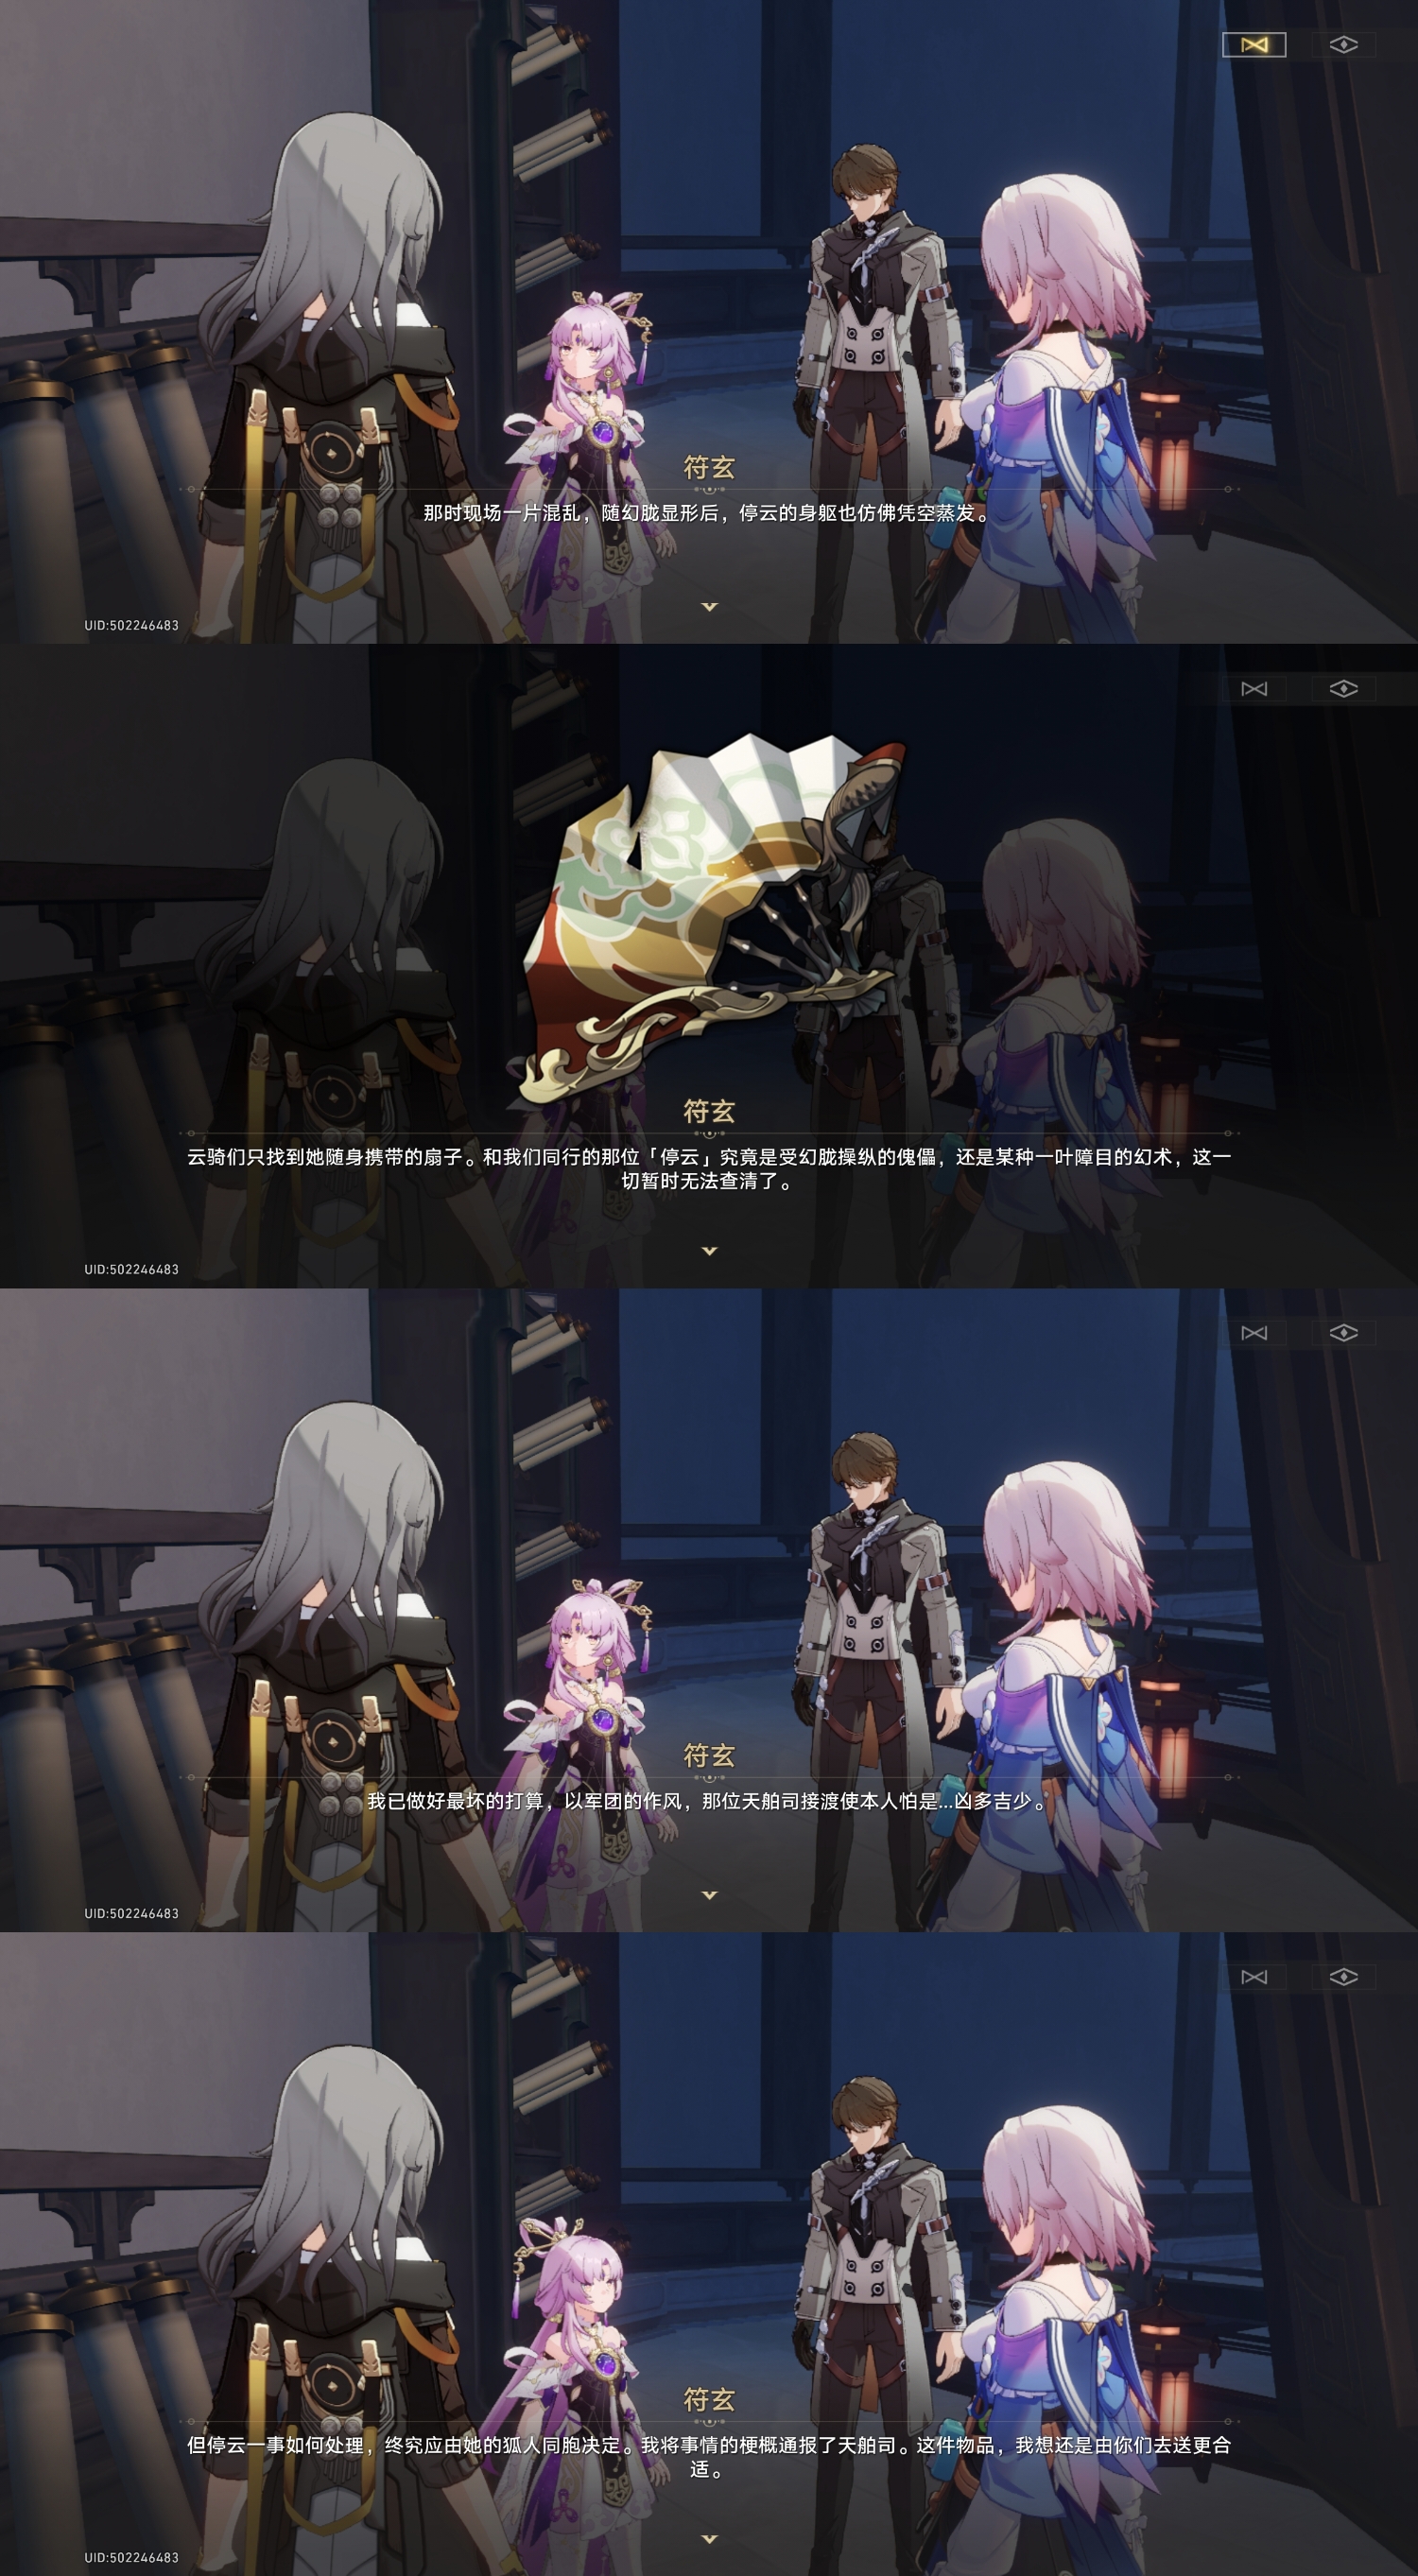 符玄
那时现场一片混乱，随幻胧显形后，停云的身躯也仿佛凭空蒸发。
UID:502246483
符玄
云骑们只找到她随身携带的扇子。和我们同行的那位「停云」究竟是受幻胧操纵的傀儡，还是某种一叶障目的幻术，这一
切暂时无法查清了。
UID:502246483
符玄
我已做好最坏的打算，以军团的作风，那位天舶司接渡使本人怕是...凶多吉少。
UID:502246483
符玄
但停云一事如何处理，终究应由她的狐人同胞决定。我将事情的梗概通报了天舶司。这件物品，我想还是由你们去送更合
适。
UID:502246483